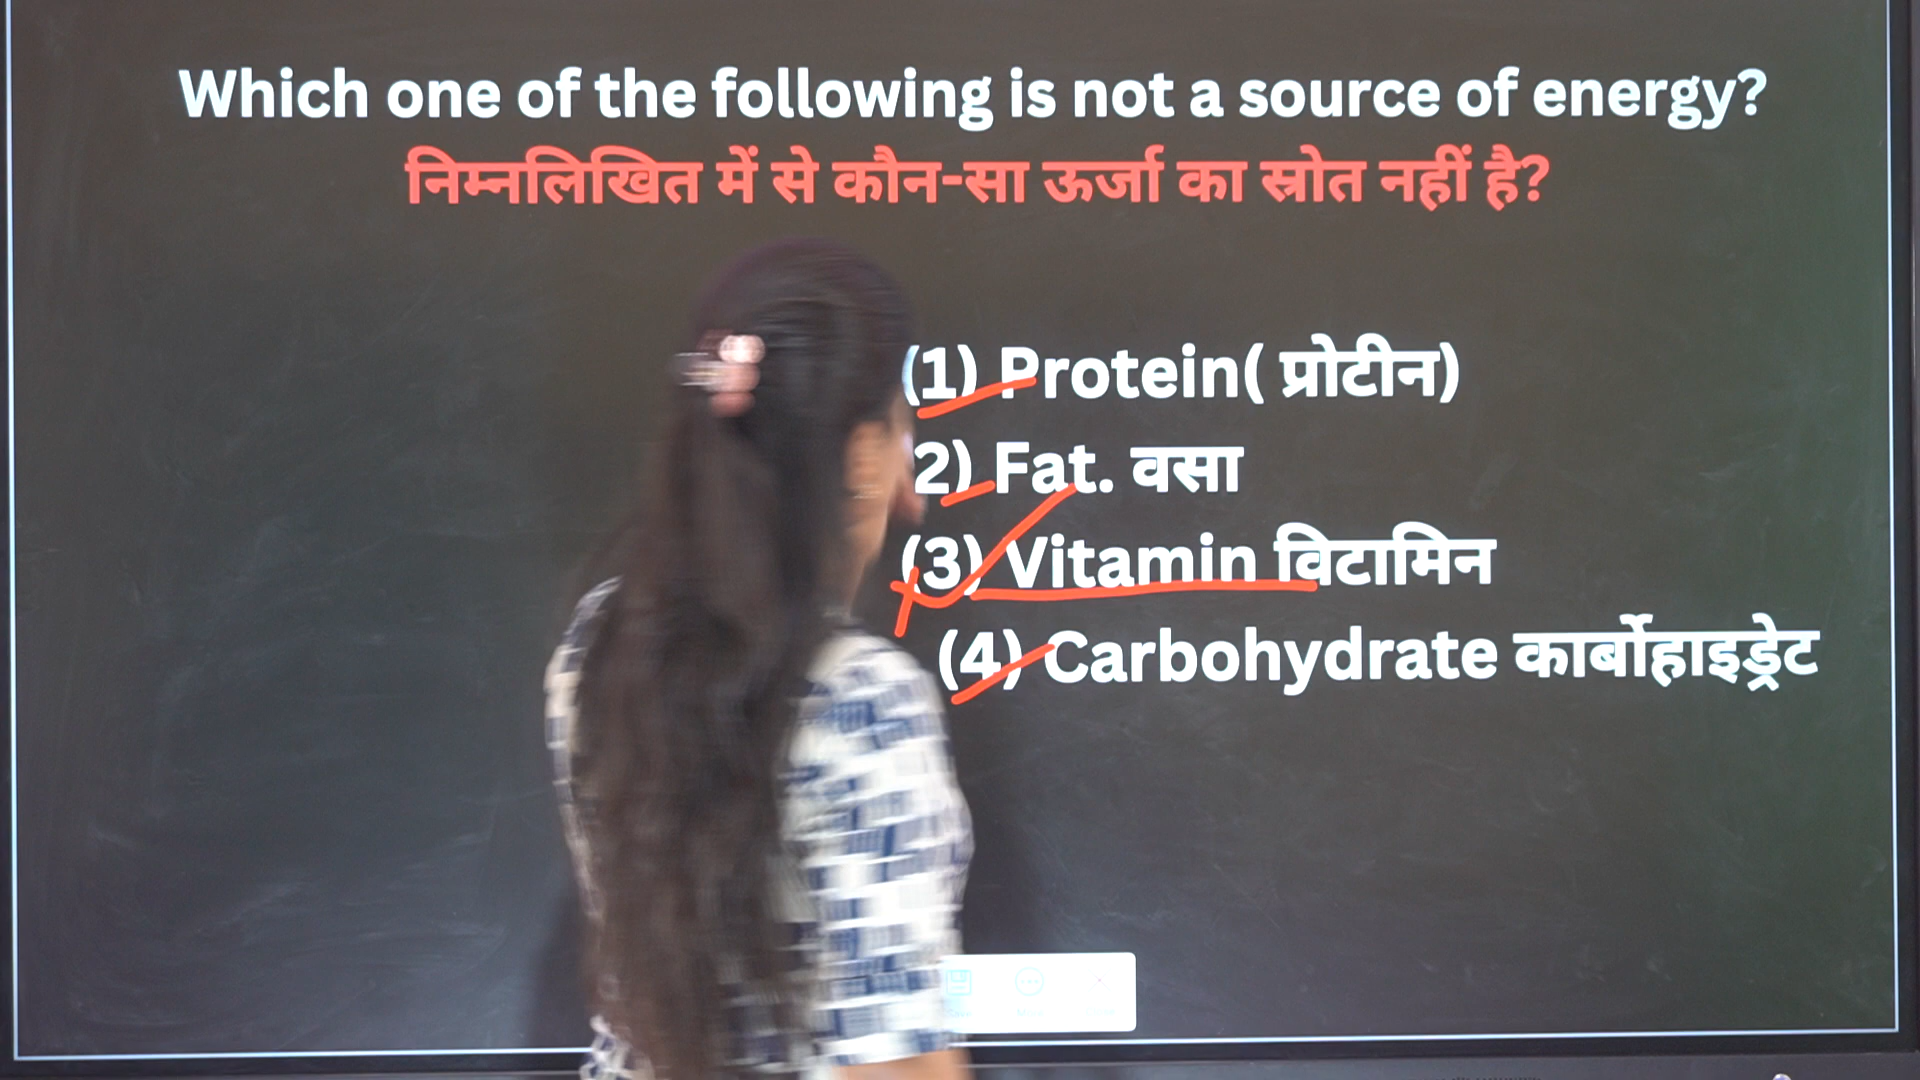 Which one of the following is not a source of energy?
निम्नलिखित में से कौन-सा ऊर्जा का स्रोत नहीं है?
(1) Protein( प्रोटीन)
2) Fat. वसा
(3) Vitamin विटामिन
(4) Carbohydrate कार्बोहाइड्रेट